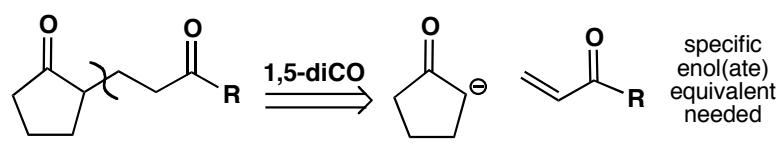 O
O
R
1,5-diCO
O
⊖
O
R
specific
enol(ate)
equivalent
needed